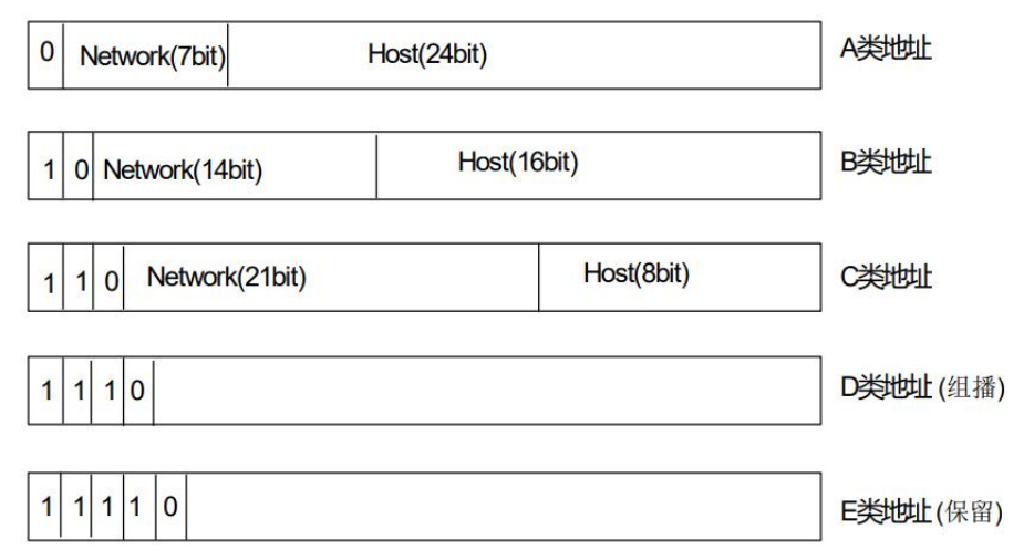 0 Network(7bit) Host(24bit) A类地址
1 0 Network(14bit) Host(16bit) B类地址
1 1 0 Network(21bit) Host(8bit) C类地址
1 1 1 0 D类地址(组播)
1 1 1 1 0 E类地址(保留)